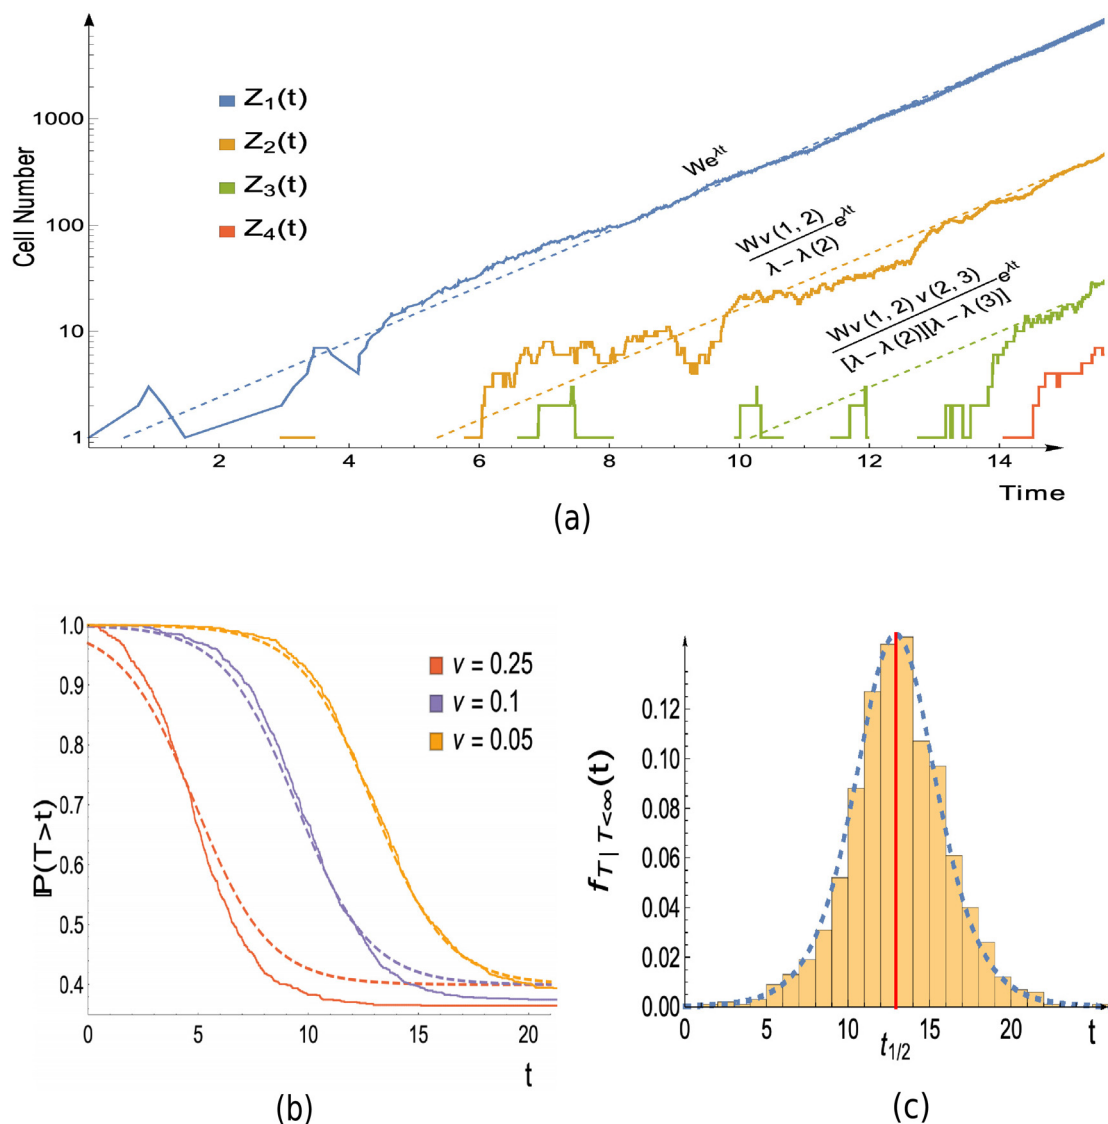 Cell Number
1000
100
10
1
Z₁(t)
Z₂(t)
Z₃(t)
Z₄(t)
We^λt
Wν(1, 2)
λ − λ(2)
e^λt
Wν(1, 2) ν(2, 3)
[λ − λ(2)][λ − λ(3)]
e^λt
2 4 6 8 10 12 14
Time
(a)
ℙ(T>t)
1.0
0.9
0.8
0.7
0.6
0.5
0.4
ν = 0.25
ν = 0.1
ν = 0.05
0 5 10 15 20
t
(b)
f_T | T<∞(t)
0.12
0.10
0.08
0.06
0.04
0.02
0.00
0 5 10 15 20 t
t_1/2
(c)